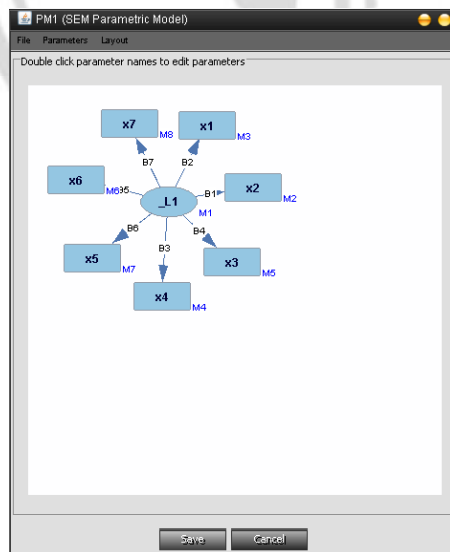 PM1 (SEM Parametric Model)
File Parameters Layout
Double click parameter names to edit parameters
x7
M8
x1
M3
B7
B2
x6
M6
B5
_L1
M1
B1
x2
M2
B6
B3
B4
x5
M7
x3
M5
x4
M4
Save Cancel